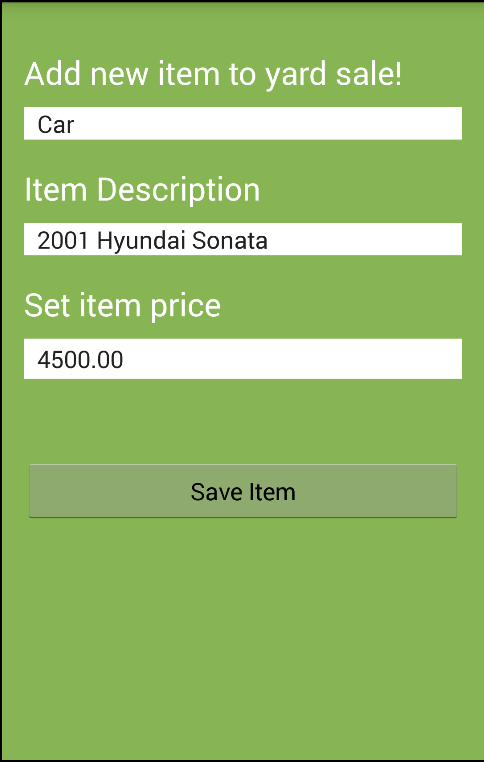 Add new item to yard sale!
Car
Item Description
2001 Hyundai Sonata
Set item price
4500.00
Save Item